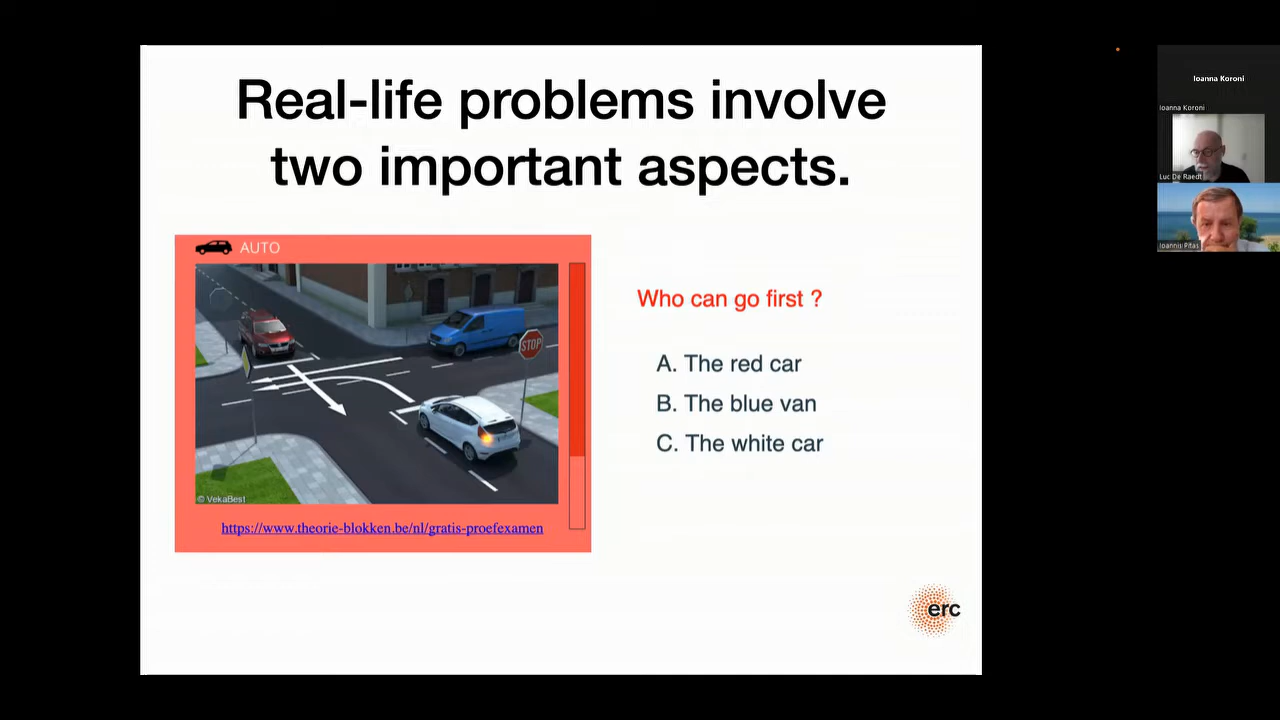 Real-life problems involve
two important aspects.
AUTO
STOP
© VekaBest
https://www.theorie-blokken.be/nl/gratis-proefexamen
Who can go first ?
A. The red car
B. The blue van
C. The white car
erc
Ioanna Koroni
Ioanna Koroni
Luc De Raedt
Ioannis Pitas